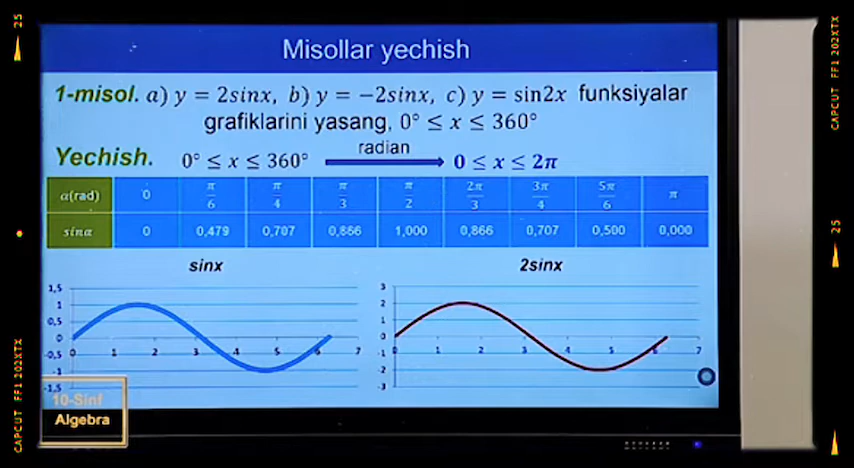 25
CAPCUT FF1 202XTX
Misollar yechish
1-misol. a) y = 2sinx, b) y = −2sinx, c) y = sin2x funksiyalar
grafiklarini yasang, 0° ≤ x ≤ 360°
radian
Yechish. 0° ≤ x ≤ 360° 0 ≤ x ≤ 2π
α(rad) 0 π/6 π/4 π/3 π/2 2π/3 3π/4 5π/6 π
sinα 0 0,479 0,707 0,866 1,000 0,866 0,707 0,500 0,000
sinx 2sinx
1,5
1
0,5
0
-0,5
-1
-1,5
0 1 2 3 4 5 6 7
3
2
1
0
-1
-2
-3
0 1 2 3 4 5 6 7
10-Sinf
Algebra
25
CAPCUT FF1 202XTX